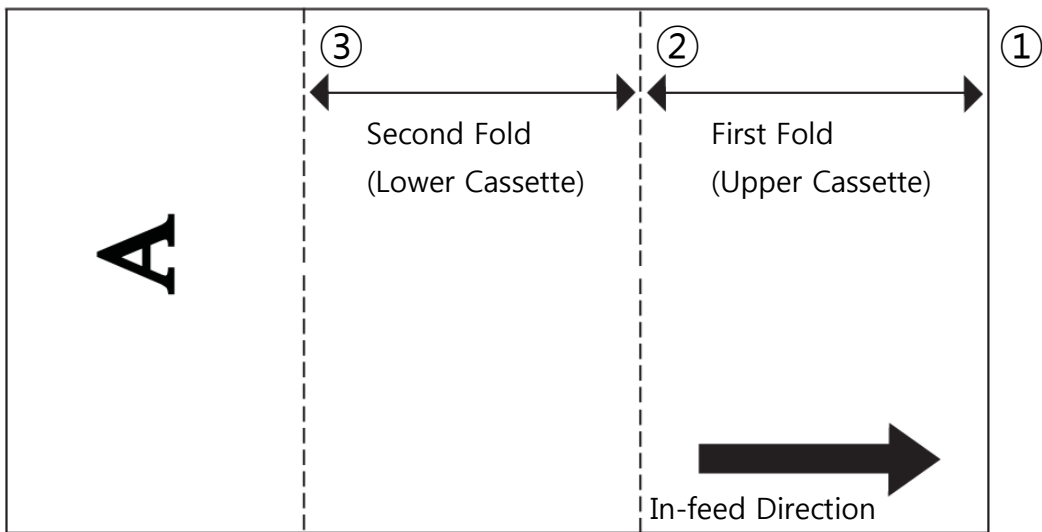 ③
②
①
Second Fold
(Lower Cassette)
First Fold
(Upper Cassette)
A
In-feed Direction